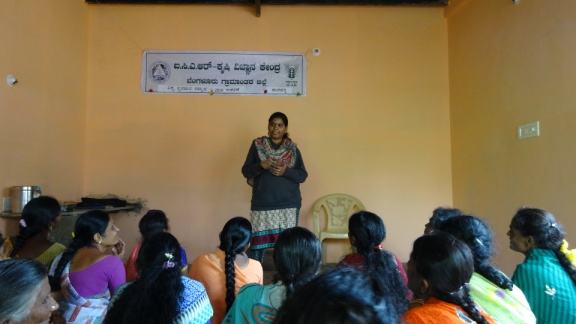 ಐ.ಸಿ.ಎ.ಆರ್-ಕೃಷಿ ವಿಜ್ಞಾನ ಕೇಂದ್ರ
ಬೆಂಗಳೂರು ಗ್ರಾಮಾಂತರ ಜಿಲ್ಲೆ